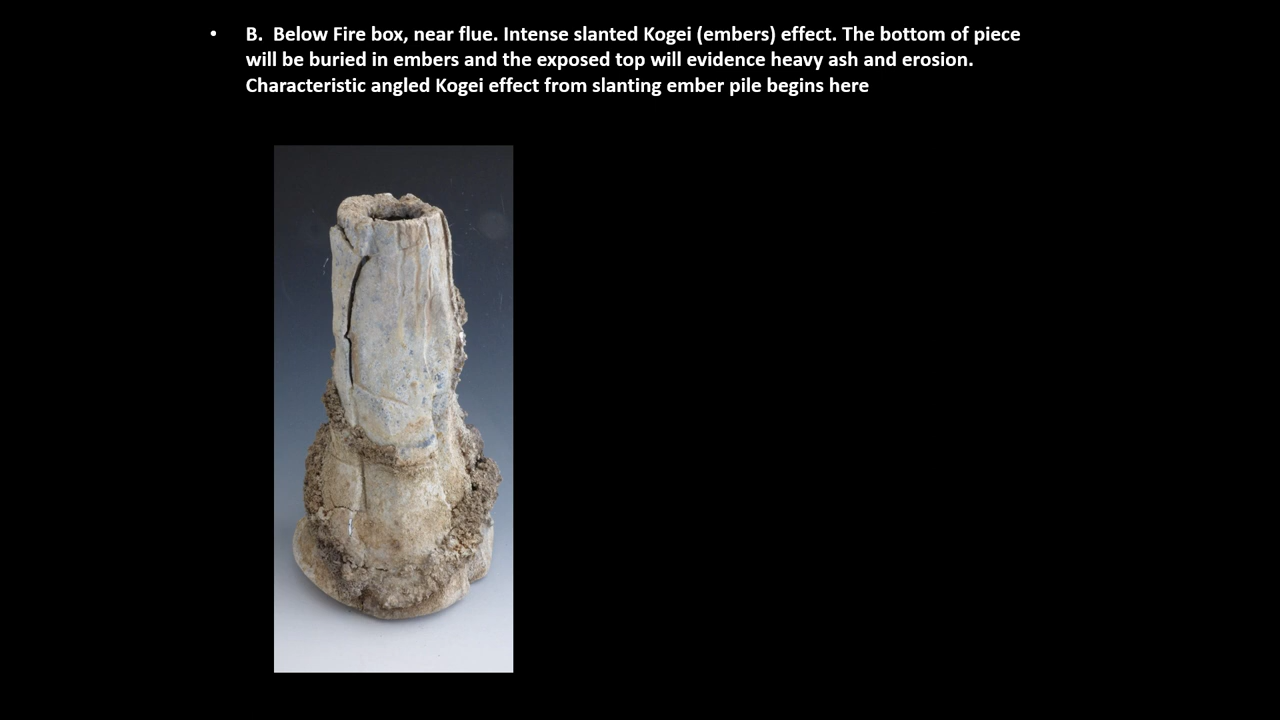 • B. Below Fire box, near flue. Intense slanted Kogei (embers) effect. The bottom of piece
will be buried in embers and the exposed top will evidence heavy ash and erosion.
Characteristic angled Kogei effect from slanting ember pile begins here